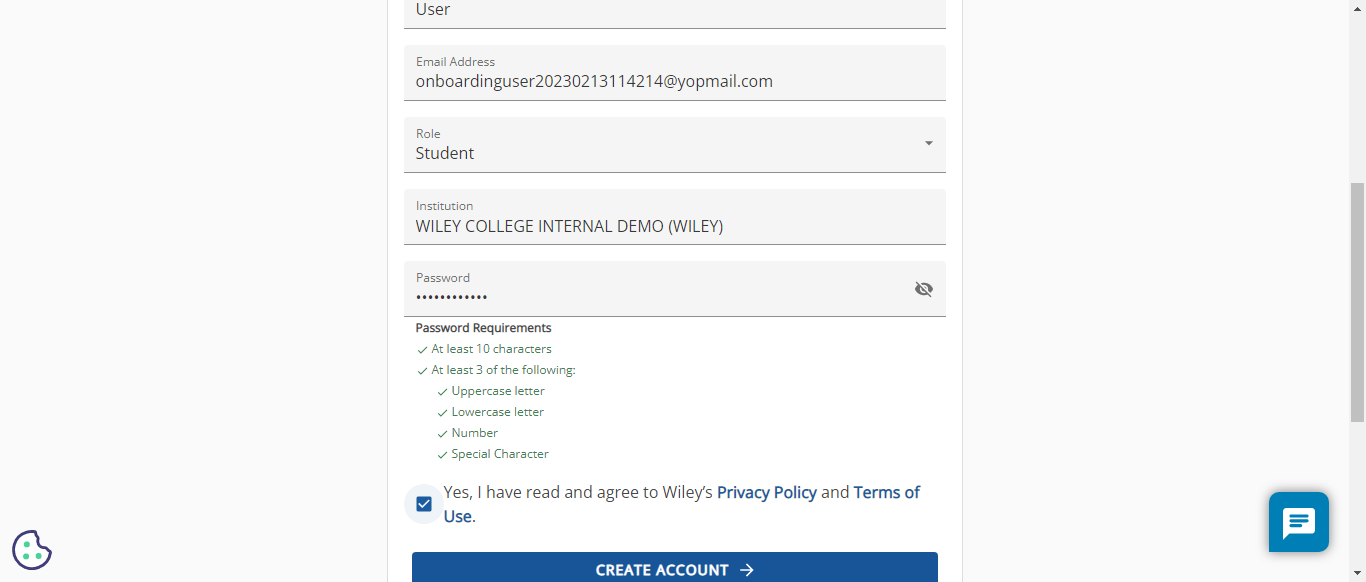 User
Email Address
onboardinguser20230213114214@yopmail.com
Role
Student
Institution
WILEY COLLEGE INTERNAL DEMO (WILEY)
Password
••••••••••••
Password Requirements
At least 10 characters
At least 3 of the following:
Uppercase letter
Lowercase letter
Number
Special Character
Yes, I have read and agree to Wiley’s Privacy Policy and Terms of
Use.
CREATE ACCOUNT